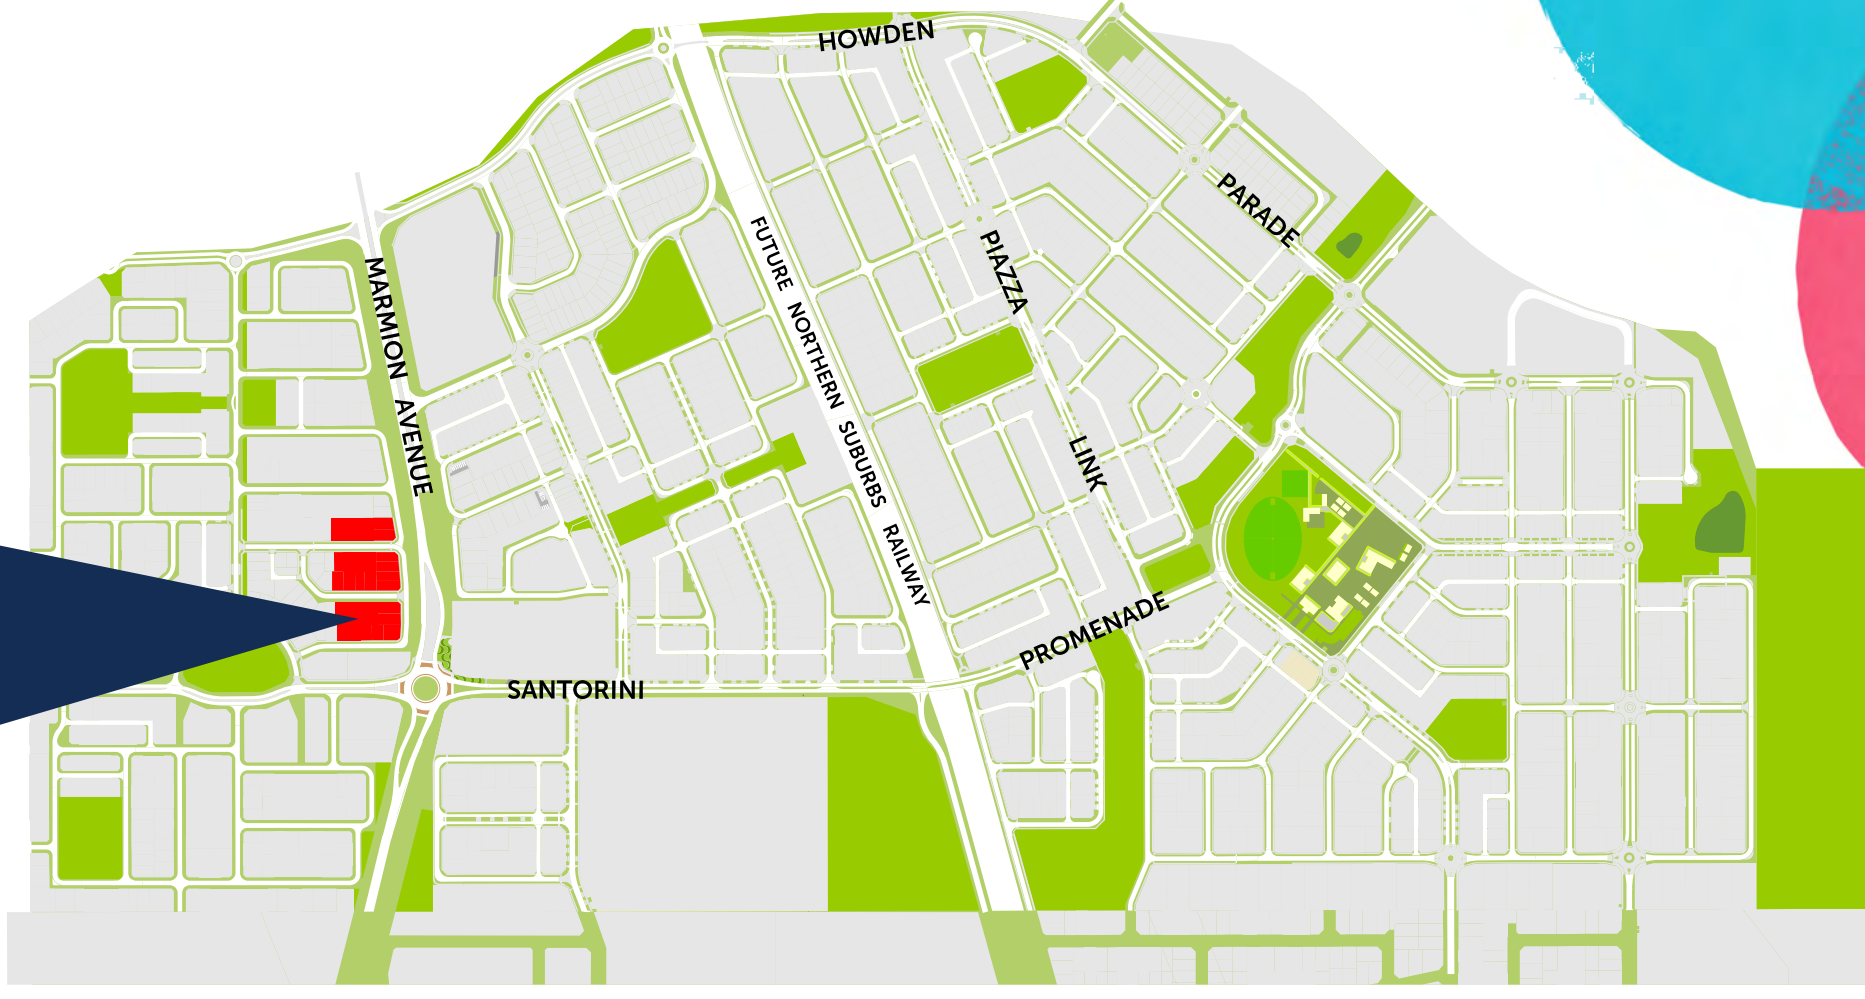 HOWDEN
PARADE
MARMION AVENUE
FUTURE NORTHERN SUBURBS RAILWAY
PIAZZA LINK
SANTORINI
PROMENADE